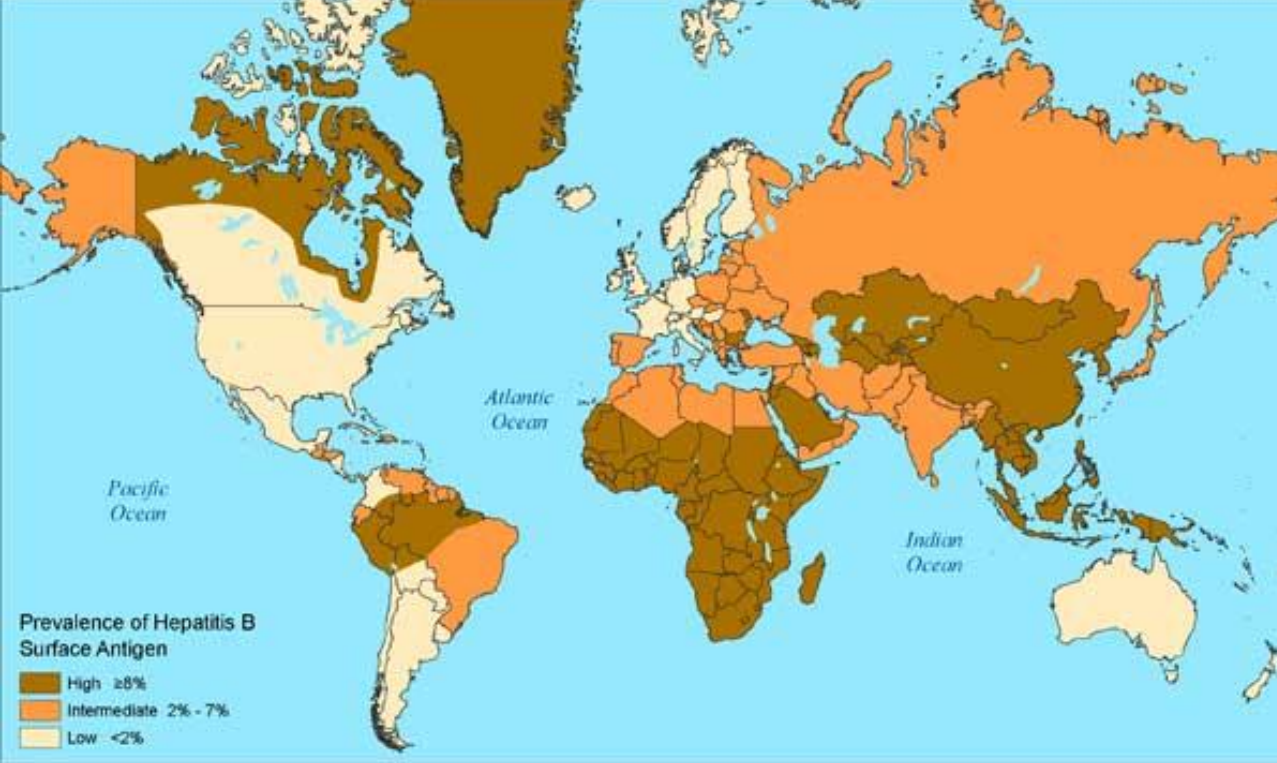 Atlantic
Ocean
Pacific
Ocean
Indian
Ocean
Prevalence of Hepatitis B
Surface Antigen
High ≥8%
Intermediate 2% - 7%
Low <2%